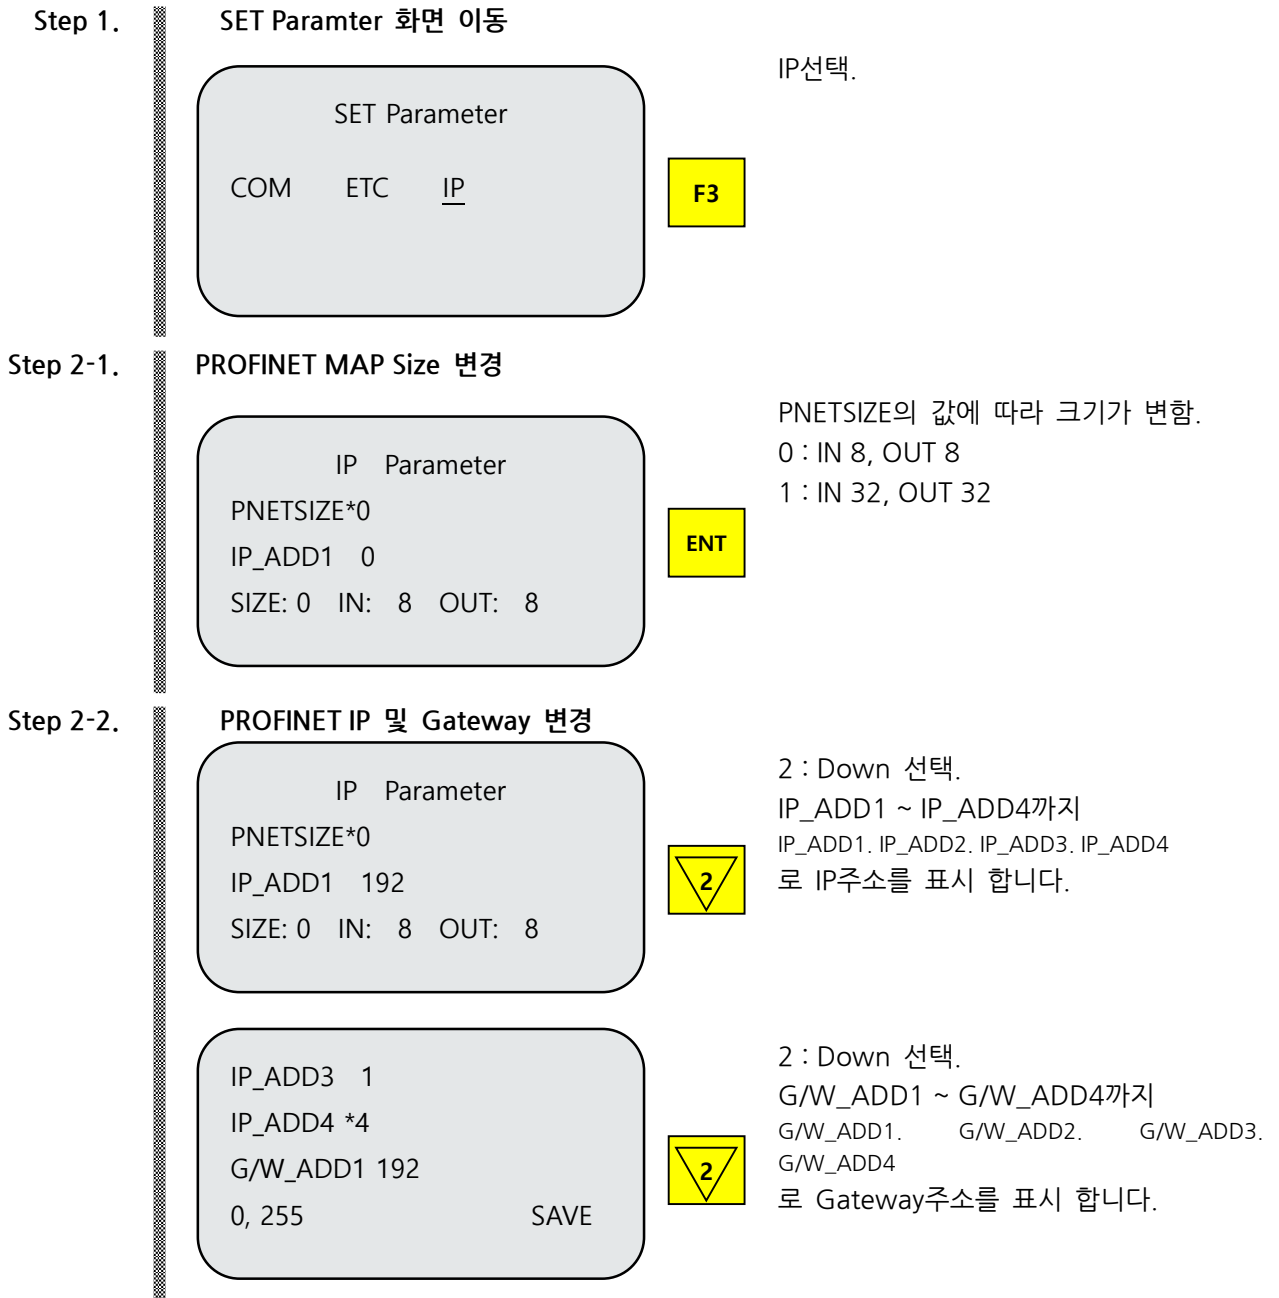 Step 1.
SET Paramter 화면 이동
SET Parameter
COM ETC IP
F3
IP선택.
Step 2-1.
PROFINET MAP Size 변경
IP Parameter
PNETSIZE*0
IP_ADD1 0
SIZE: 0 IN: 8 OUT: 8
ENT
PNETSIZE의 값에 따라 크기가 변함.
0 : IN 8, OUT 8
1 : IN 32, OUT 32
Step 2-2.
PROFINET IP 및 Gateway 변경
IP Parameter
PNETSIZE*0
IP_ADD1 192
SIZE: 0 IN: 8 OUT: 8
2
2 : Down 선택.
IP_ADD1 ~ IP_ADD4까지
IP_ADD1. IP_ADD2. IP_ADD3. IP_ADD4
로 IP주소를 표시 합니다.
IP_ADD3 1
IP_ADD4 *4
G/W_ADD1 192
0, 255 SAVE
2
2 : Down 선택.
G/W_ADD1 ~ G/W_ADD4까지
G/W_ADD1. G/W_ADD2. G/W_ADD3.
G/W_ADD4
로 Gateway주소를 표시 합니다.